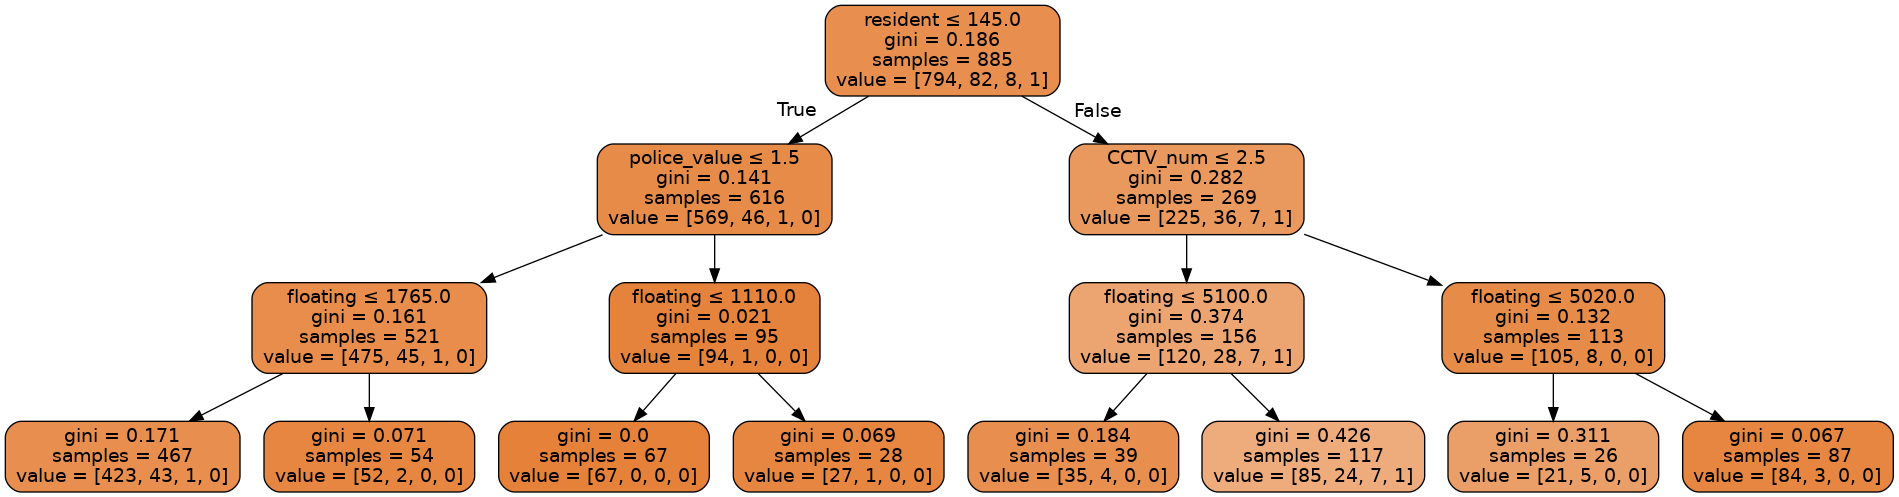 resident ≤ 145.0
gini = 0.186
samples = 885
value = [794, 82, 8, 1]
True
False
police_value ≤ 1.5
gini = 0.141
samples = 616
value = [569, 46, 1, 0]
CCTV_num ≤ 2.5
gini = 0.282
samples = 269
value = [225, 36, 7, 1]
floating ≤ 1765.0
gini = 0.161
samples = 521
value = [475, 45, 1, 0]
floating ≤ 1110.0
gini = 0.021
samples = 95
value = [94, 1, 0, 0]
floating ≤ 5100.0
gini = 0.374
samples = 156
value = [120, 28, 7, 1]
floating ≤ 5020.0
gini = 0.132
samples = 113
value = [105, 8, 0, 0]
gini = 0.171
samples = 467
value = [423, 43, 1, 0]
gini = 0.071
samples = 54
value = [52, 2, 0, 0]
gini = 0.0
samples = 67
value = [67, 0, 0, 0]
gini = 0.069
samples = 28
value = [27, 1, 0, 0]
gini = 0.184
samples = 39
value = [35, 4, 0, 0]
gini = 0.426
samples = 117
value = [85, 24, 7, 1]
gini = 0.311
samples = 26
value = [21, 5, 0, 0]
gini = 0.067
samples = 87
value = [84, 3, 0, 0]